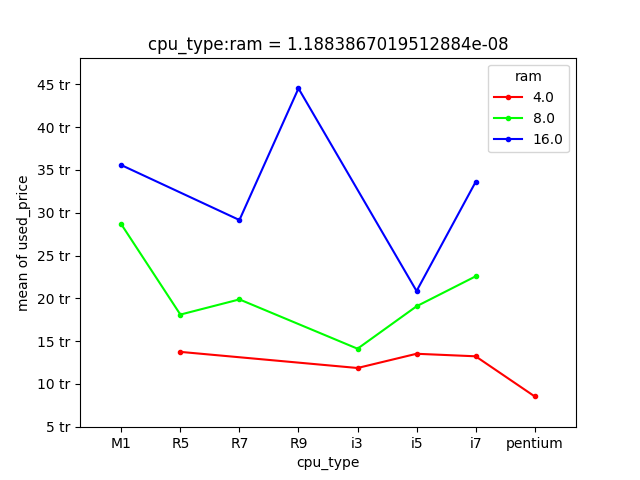 cpu_type:ram = 1.1883867019512884e-08
ram
4.0
8.0
16.0
45 tr
40 tr
35 tr
30 tr
25 tr
20 tr
15 tr
10 tr
5 tr
mean of used_price
M1 R5 R7 R9 i3 i5 i7 pentium
cpu_type